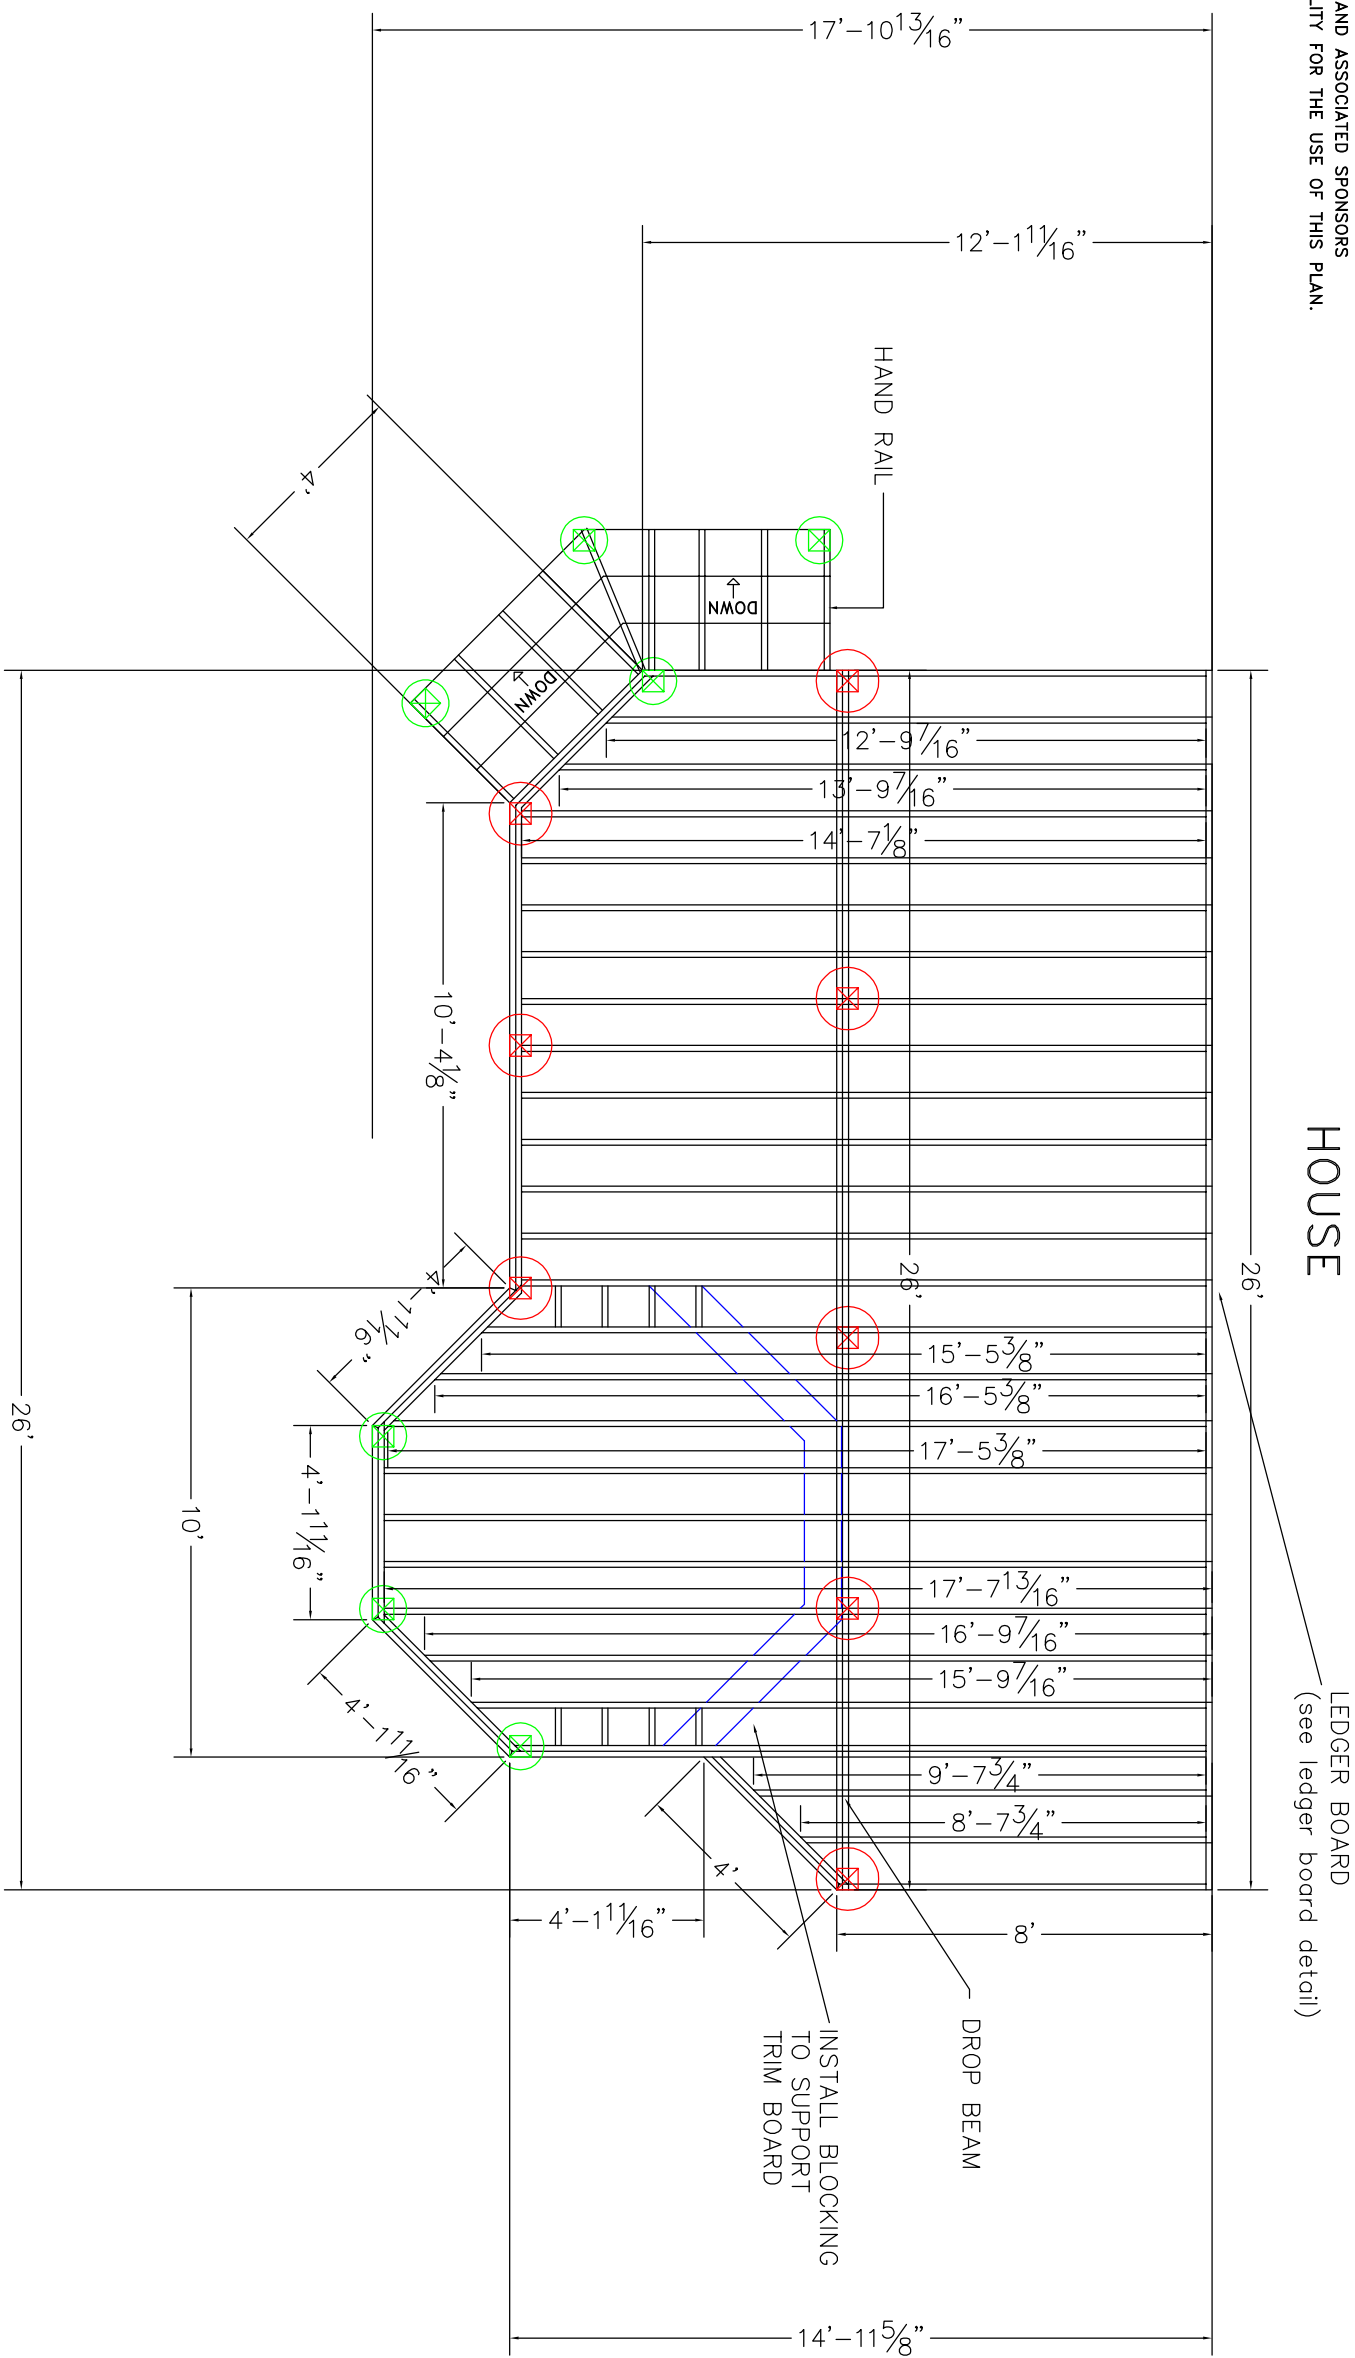 AND ASSOCIATED SPONSORS
LITY FOR THE USE OF THIS PLAN.
HOUSE
LEDGER BOARD
(see ledger board detail)
26'
26'
17'-10 13/16"
12'-1 11/16"
HAND RAIL
DOWN
DOWN
4'
12'-9 7/16"
13'-9 7/16"
14'-7 1/8"
10'-4 1/8"
4'-1 11/16"
15'-5 3/8"
16'-5 3/8"
17'-5 3/8"
4'-1 11/16"
17'-7 13/16"
16'-9 7/16"
15'-9 7/16"
4'-1 11/16"
10'
9'-7 3/4"
8'-7 3/4"
4'
4'-1 11/16"
8'
DROP BEAM
INSTALL BLOCKING
TO SUPPORT
TRIM BOARD
14'-11 5/8"
26'